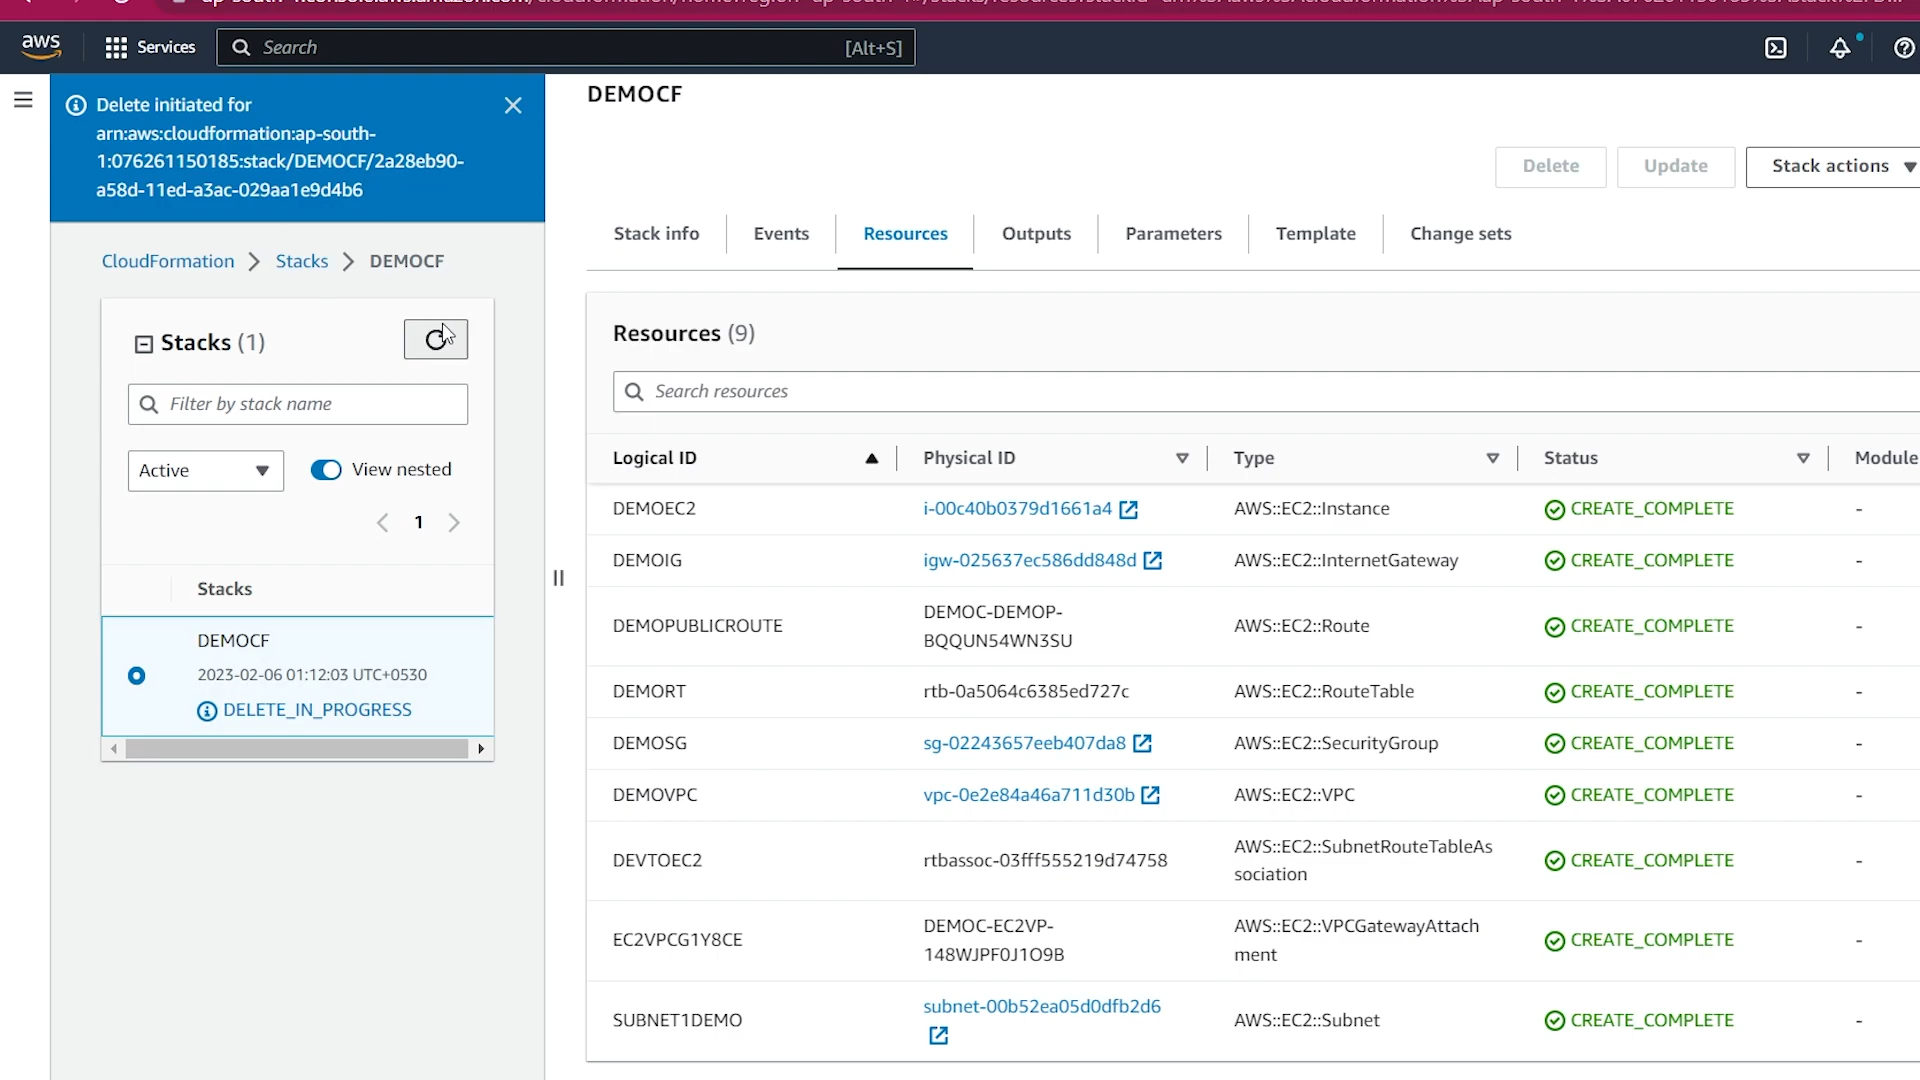 aws
Services
Search
[Alt+S]
Delete initiated for
arn:aws:cloudformation:ap-south-
1:076261150185:stack/DEMOCF/2a28eb90-
a58d-11ed-a3ac-029aa1e9d4b6
CloudFormation
Stacks
DEMOCF
Stacks (1)
Filter by stack name
Active
View nested
1
Stacks
DEMOCF
2023-02-06 01:12:03 UTC+0530
DELETE_IN_PROGRESS
DEMOCF
Delete
Update
Stack actions
Stack info
Events
Resources
Outputs
Parameters
Template
Change sets
Resources (9)
Search resources
Logical ID
Physical ID
Type
Status
Module
DEMOEC2
i-00c40b0379d1661a4
AWS::EC2::Instance
CREATE_COMPLETE
-
DEMOIG
igw-025637ec586dd848d
AWS::EC2::InternetGateway
CREATE_COMPLETE
-
DEMOPUBLICROUTE
DEMOC-DEMOP-
BQQUN54WN3SU
AWS::EC2::Route
CREATE_COMPLETE
-
DEMORT
rtb-0a5064c6385ed727c
AWS::EC2::RouteTable
CREATE_COMPLETE
-
DEMOSG
sg-02243657eeb407da8
AWS::EC2::SecurityGroup
CREATE_COMPLETE
-
DEMOVPC
vpc-0e2e84a46a711d30b
AWS::EC2::VPC
CREATE_COMPLETE
-
DEVTOEC2
rtbassoc-03fff555219d74758
AWS::EC2::SubnetRouteTableAs
sociation
CREATE_COMPLETE
-
EC2VPCG1Y8CE
DEMOC-EC2VP-
148WJPF0J1O9B
AWS::EC2::VPCGatewayAttach
ment
CREATE_COMPLETE
-
SUBNET1DEMO
subnet-00b52ea05d0dfb2d6
AWS::EC2::Subnet
CREATE_COMPLETE
-